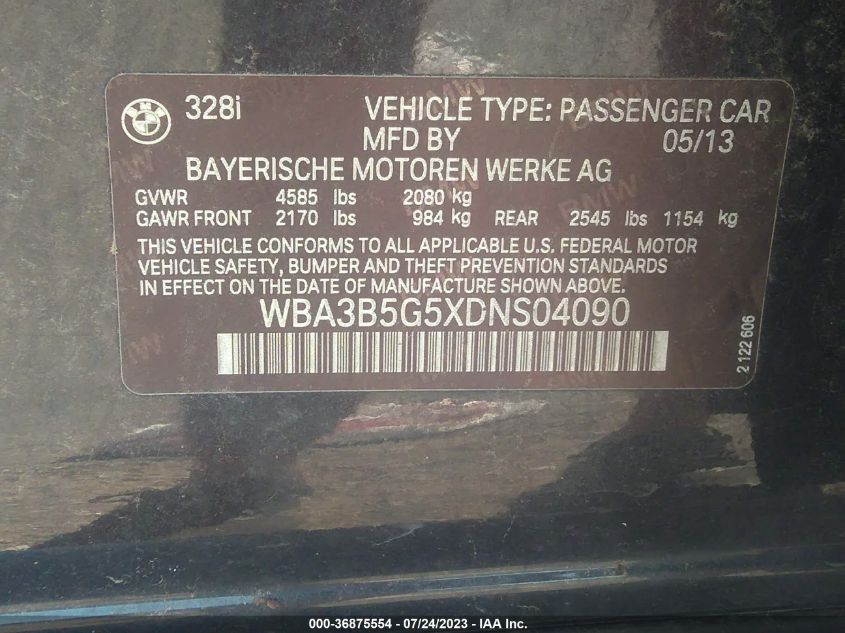 BMW 328i VEHICLE TYPE: PASSENGER CAR
MFD BY 05/13
BAYERISCHE MOTOREN WERKE AG
GVWR 4585 lbs 2080 kg
GAWR FRONT 2170 lbs 984 kg REAR 2545 lbs 1154 kg
THIS VEHICLE CONFORMS TO ALL APPLICABLE U.S. FEDERAL MOTOR
VEHICLE SAFETY, BUMPER AND THEFT PREVENTION STANDARDS
IN EFFECT ON THE DATE OF MANUFACTURE SHOWN ABOVE.
WBA3B5G5XDNS04090
2 122 606
000-36875554 - 07/24/2023 - IAA Inc.